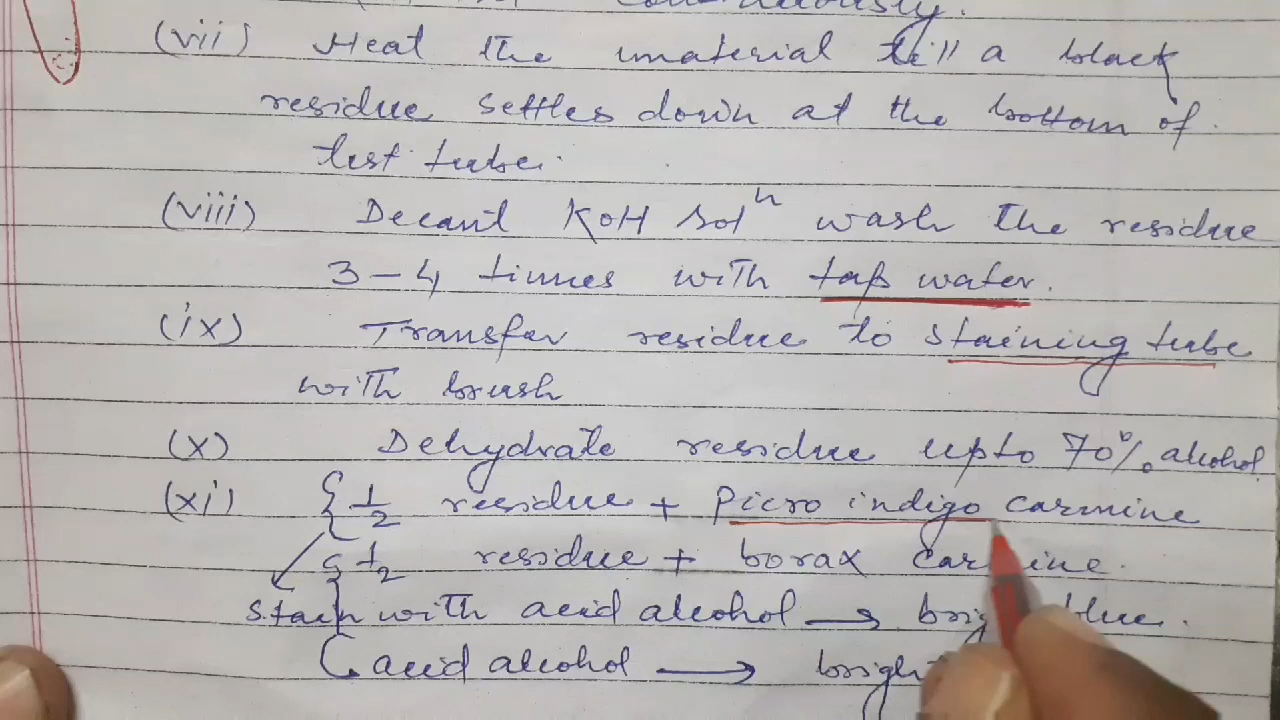 continuously.
(vii) Heat the material till a black
residue settles down at the bottom of
test tube.
(viii) Decant KOH solⁿ wash the residue
3-4 times with tap water.
(ix) Transfer residue to staining tube
with brush
(x) Dehydrate residue upto 70% alcohol
(xi) { 1/2 residue + Picro indigo carmine
1/2 residue + borax
stain with acid alcohol →
acid alcohol →